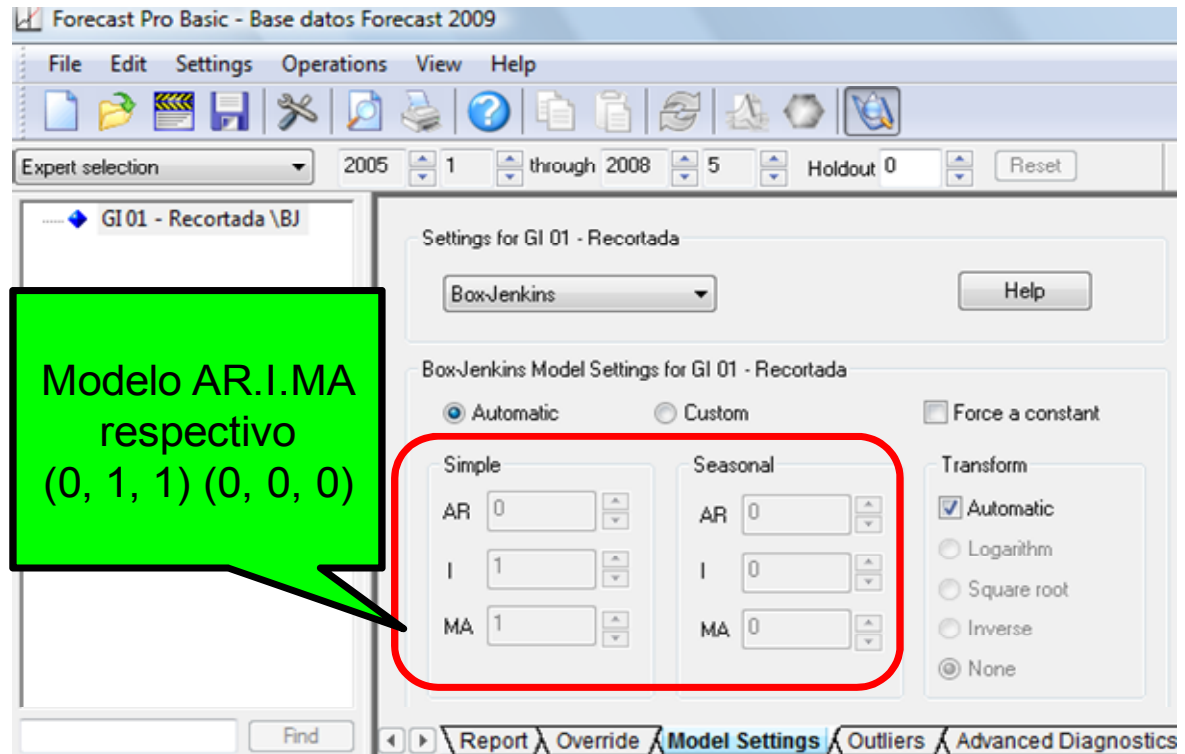 Forecast Pro Basic - Base datos Forecast 2009
File Edit Settings Operations View Help
Expert selection 2005 1 through 2008 5 Holdout 0 Reset
GI 01 - Recortada \BJ
Settings for GI 01 - Recortada
Box-Jenkins Help
Modelo AR.I.MA
respectivo
(0, 1, 1) (0, 0, 0)
Box-Jenkins Model Settings for GI 01 - Recortada
Automatic Custom Force a constant
Simple Seasonal Transform
AR 0 AR 0 Automatic
Logarithm
I 1 I 0
Square root
MA 1 MA 0 Inverse
None
Find
Report Override Model Settings Outliers Advanced Diagnostics